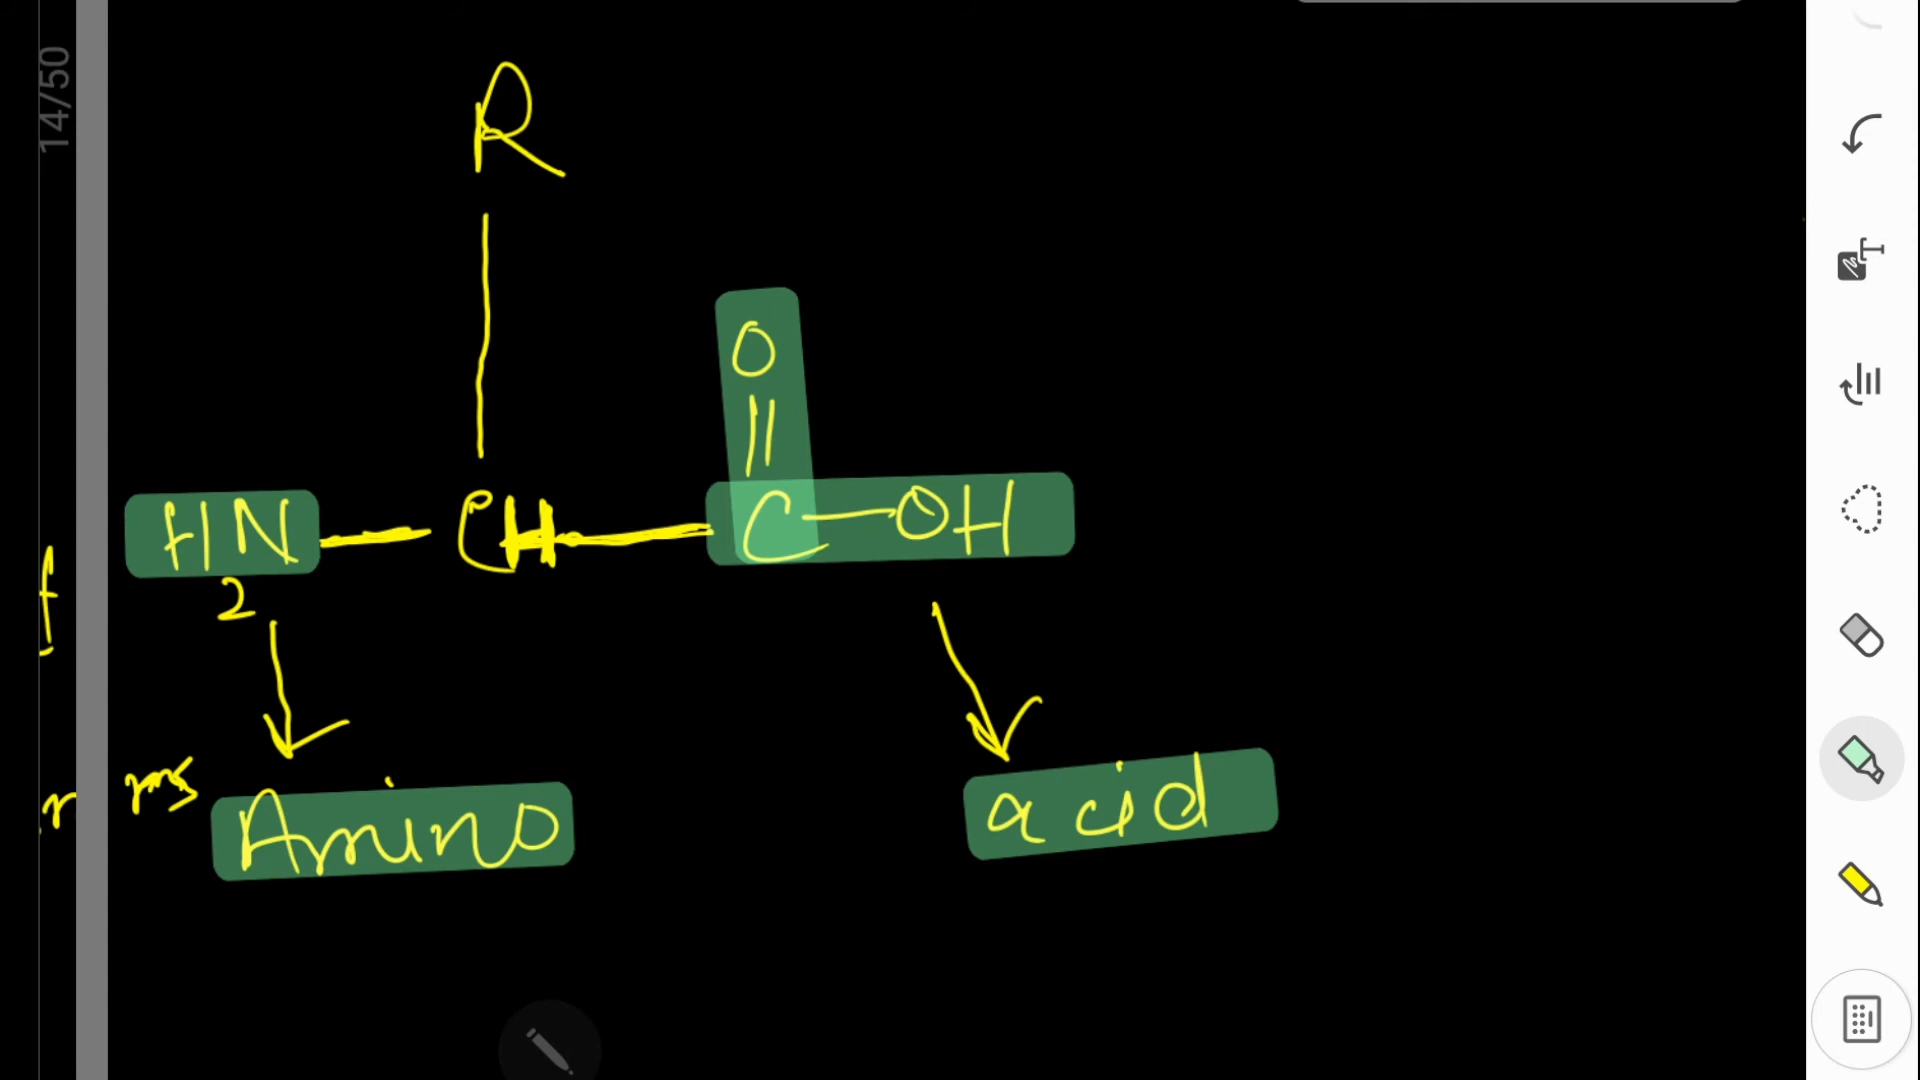 14/50
R
O
||
H2N — CH — C — OH
Amino acid